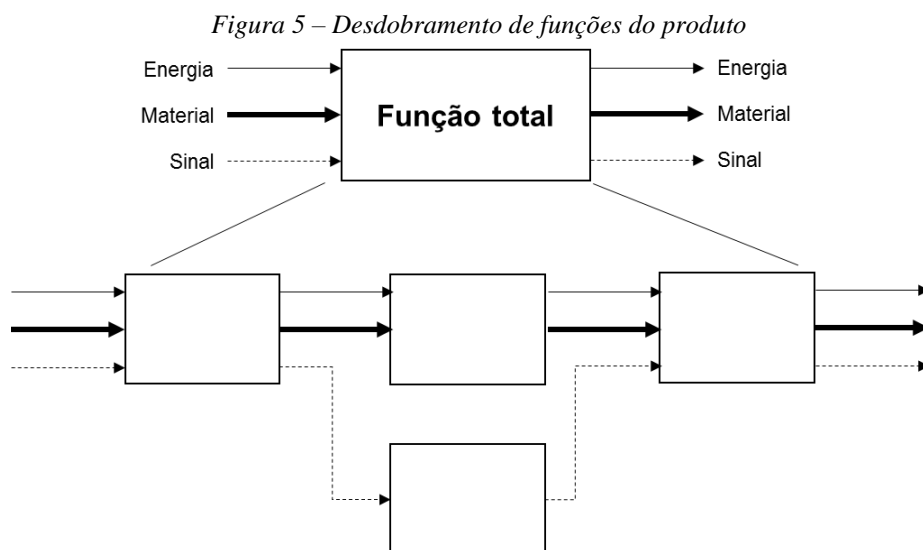 Figura 5 – Desdobramento de funções do produto
Energia
Energia
Material
Função total
Material
Sinal
Sinal